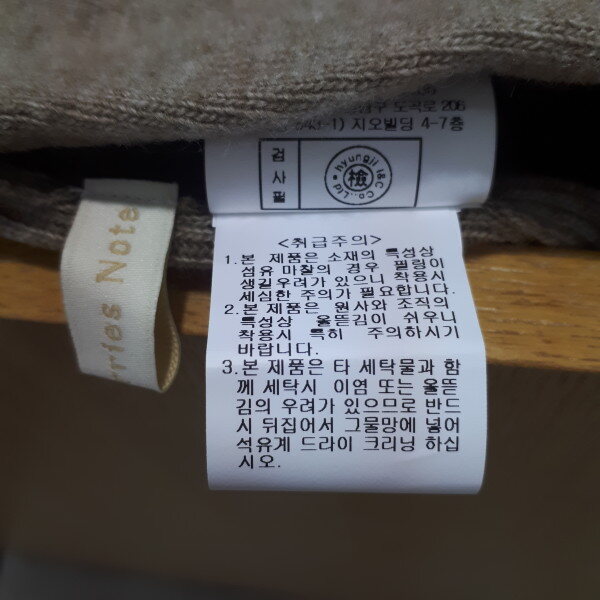 도곡로 206
지오빌딩 4-7층
검사필
hyungji I&C Co., Ltd
檢
<취급주의>
1.본 제품은 소재의 특성상
섬유 마찰의 경우 필링이
생길우려가 있으니 착용시
세심한 주의가 필요합니다.
2.본 제품은 원사와 조직의
특성상 올뜯김이 쉬우니
착용시 특히 주의하시기
바랍니다.
3.본 제품은 타 세탁물과 함
께 세탁시 이염 또는 올뜯
김의 우려가 있으므로 반드
시 뒤집어서 그물망에 넣어
석유계 드라이 크리닝 하십
시오.
rries Note